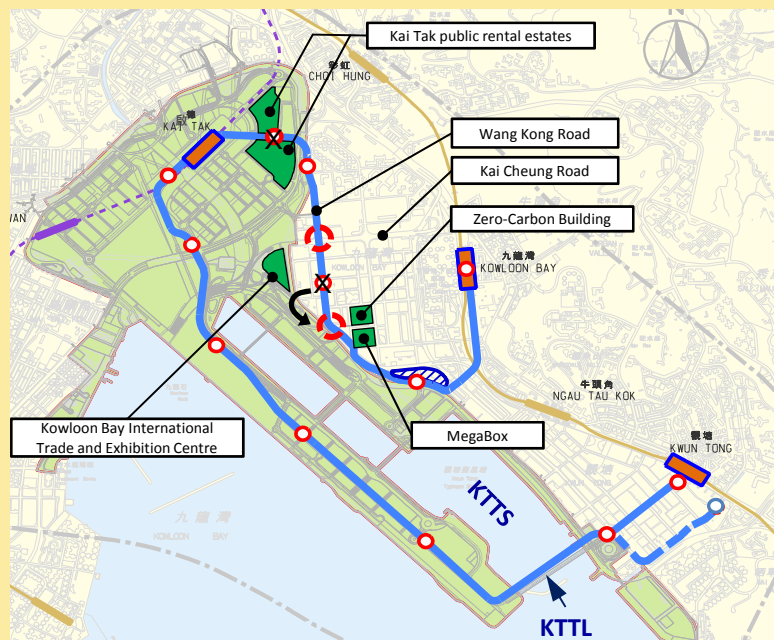 Kai Tak public rental estates
彩虹
CHOI HUNG
啟德
KAI TAK
Wang Kong Road
Kai Cheung Road
Zero-Carbon Building
九龍灣
KOWLOON BAY
KOWLOON BAY
牛頭角
NGAU TAU KOK
Kowloon Bay International
Trade and Exhibition Centre
MegaBox
觀塘
KWUN TONG
KTTS
九龍灣
KOWLOON BAY
KTTL